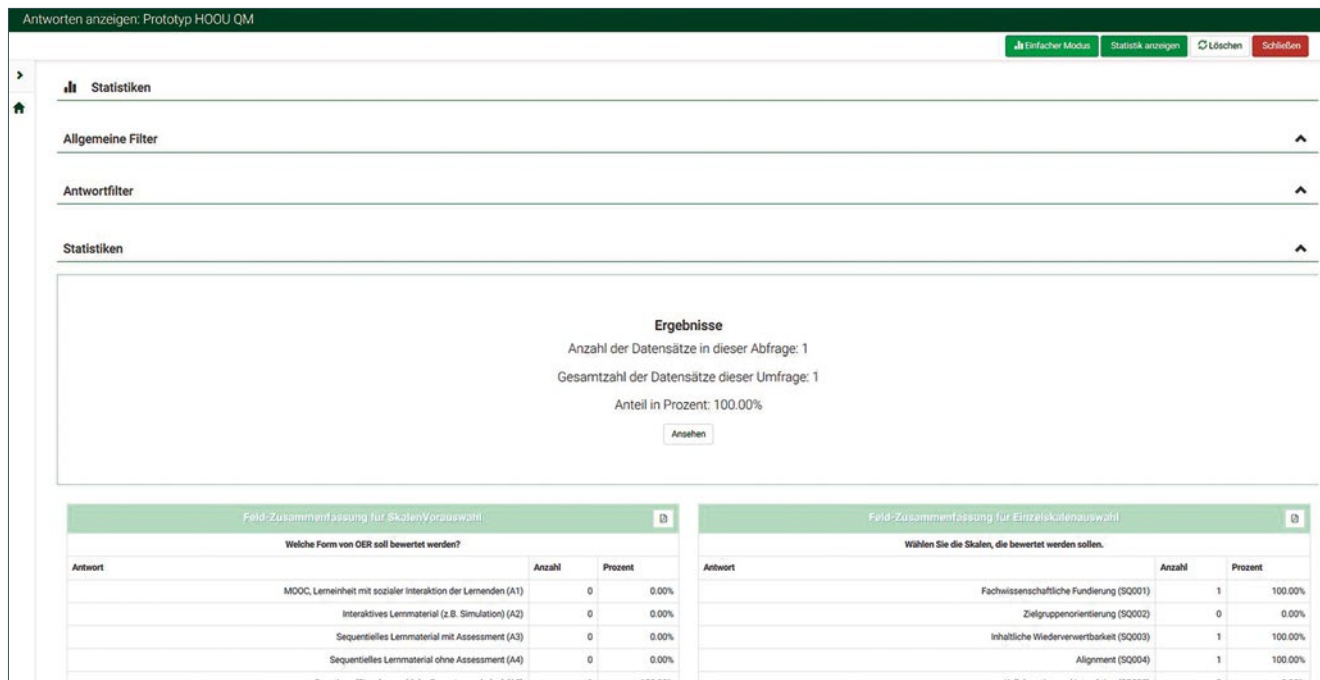 Antworten anzeigen: Prototyp HOOU QM
Einfacher Modus Statistik anzeigen Löschen Schließen
Statistiken
Allgemeine Filter
Antwortfilter
Statistiken
Ergebnisse
Anzahl der Datensätze in dieser Abfrage: 1
Gesamtzahl der Datensätze dieser Umfrage: 1
Anteil in Prozent: 100.00%
Ansehen
Feld-Zusammenfassung für SkalenVorauswahl
Welche Form von OER soll bewertet werden?
Antwort Anzahl Prozent
MOOC, Lerneinheit mit sozialer Interaktion der Lernenden (A1) 0 0.00%
Interaktives Lernmaterial (z.B. Simulation) (A2) 0 0.00%
Sequentielles Lernmaterial mit Assessment (A3) 0 0.00%
Sequentielles Lernmaterial ohne Assessment (A4) 0 0.00%
Feld-Zusammenfassung für Einzelskalenauswahl
Wählen Sie die Skalen, die bewertet werden sollen.
Antwort Anzahl Prozent
Fachwissenschaftliche Fundierung (SQ001) 1 100.00%
Zielgruppenorientierung (SQ002) 0 0.00%
Inhaltliche Wiederverwertbarkeit (SQ003) 1 100.00%
Alignment (SQ004) 1 100.00%